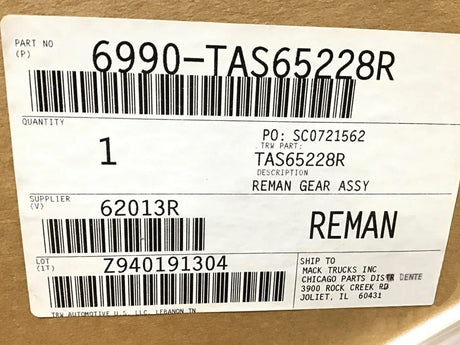 PART NO
(P)
6990-TAS65228R
QUANTITY
1
PO: SC0721562
TRW PART:
TAS65228R
DESCRIPTION
REMAN GEAR ASSY
SUPPLIER
(V)
62013R
REMAN
LOT
(1T)
Z940191304
SHIP TO
MACK TRUCKS INC
CHICAGO PARTS DISTR
3900 ROCK CREEK RD
JOLIET, IL 60431
TRW AUTOMOTIVE U.S. LLC, LEBANON TN